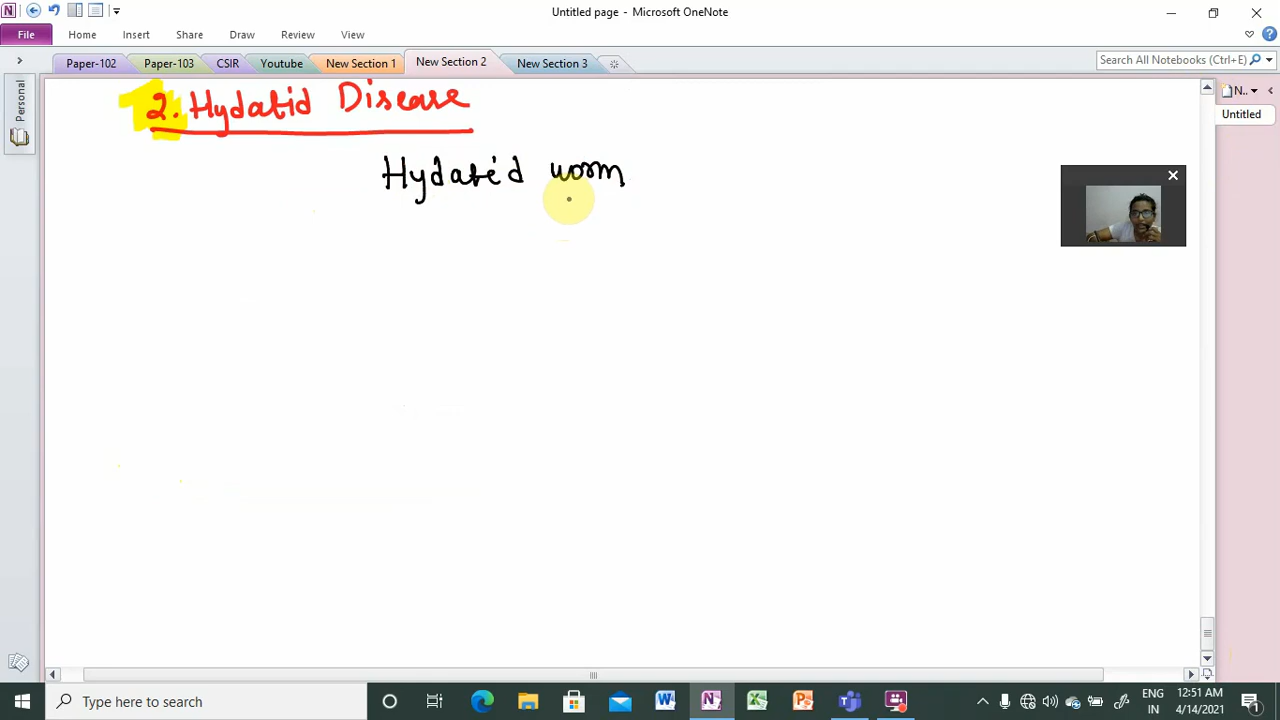 Untitled page - Microsoft OneNote
File Home Insert Share Draw Review View
Paper-102 Paper-103 CSIR Youtube New Section 1 New Section 2 New Section 3 Search All Notebooks (Ctrl+E)
Personal
N..
Untitled
2. Hydatid Disease
Hydatid worm
Type here to search
ENG
IN
12:51 AM
4/14/2021
1